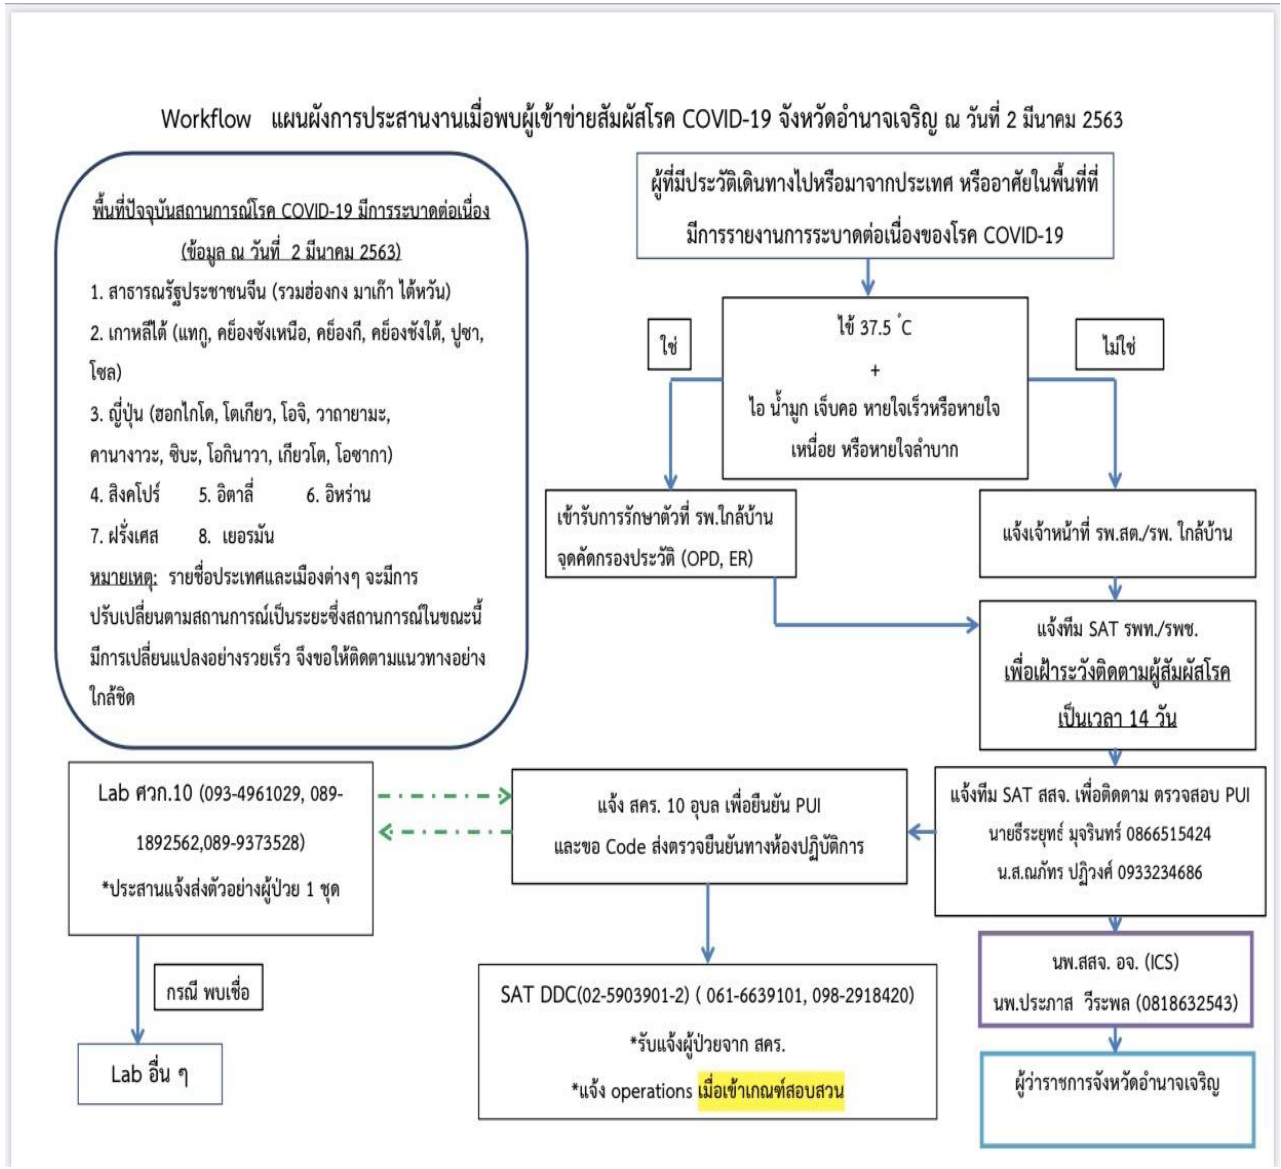 Workflow แผนผังการประสานงานเมื่อพบผู้เข้าข่ายสัมผัสโรค COVID-19 จังหวัดอำนาจเจริญ ณ วันที่ 2 มีนาคม 2563
พื้นที่ปัจจุบันสถานการณ์โรค COVID-19 มีการระบาดต่อเนื่อง
(ข้อมูล ณ วันที่ 2 มีนาคม 2563)
1. สาธารณรัฐประชาชนจีน (รวมฮ่องกง มาเก๊า ไต้หวัน)
2. เกาหลีใต้ (แทกู, คย็องซังเหนือ, คย็องกี, คย็องชังใต้, ปูซา,
โซล)
3. ญี่ปุ่น (ฮอกไกโด, โตเกียว, โอจิ, วาถายามะ,
คานางาวะ, ชิบะ, โอกินาวา, เกียวโต, โอซากา)
4. สิงคโปร์ 5. อิตาลี่ 6. อิหร่าน
7. ฝรั่งเศส 8. เยอรมัน
หมายเหตุ: รายชื่อประเทศและเมืองต่างๆ จะมีการ
ปรับเปลี่ยนตามสถานการณ์เป็นระยะซึ่งสถานการณ์ในขณะนี้
มีการเปลี่ยนแปลงอย่างรวยเร็ว จึงขอให้ติดตามแนวทางอย่าง
ใกล้ชิด
ผู้ที่มีประวัติเดินทางไปหรือมาจากประเทศ หรืออาศัยในพื้นที่ที่
มีการรายงานการระบาดต่อเนื่องของโรค COVID-19
ใช่
ไข้ 37.5 ˚C
+
ไอ น้ำมูก เจ็บคอ หายใจเร็วหรือหายใจ
เหนื่อย หรือหายใจลำบาก
ไม่ใช่
เข้ารับการรักษาตัวที่ รพ.ใกล้บ้าน
จุดคัดกรองประวัติ (OPD, ER)
แจ้งเจ้าหน้าที่ รพ.สต./รพ. ใกล้บ้าน
แจ้งทีม SAT รพท./รพช.
เพื่อเฝ้าระวังติดตามผู้สัมผัสโรค
เป็นเวลา 14 วัน
แจ้งทีม SAT สสจ. เพื่อติดตาม ตรวจสอบ PUI
นายธีระยุทธ์ มุจรินทร์ 0866515424
น.ส.ณภัทร ปฏิวงศ์ 0933234686
แจ้ง สคร. 10 อุบล เพื่อยืนยัน PUI
และขอ Code ส่งตรวจยืนยันทางห้องปฏิบัติการ
Lab ศวก.10 (093-4961029, 089-
1892562,089-9373528)
*ประสานแจ้งส่งตัวอย่างผู้ป่วย 1 ชุด
กรณี พบเชื่อ
Lab อื่น ๆ
SAT DDC(02-5903901-2) ( 061-6639101, 098-2918420)
*รับแจ้งผู้ป่วยจาก สคร.
*แจ้ง operations เมื่อเข้าเกณฑ์สอบสวน
นพ.สสจ. อจ. (ICS)
นพ.ประภาส วีระพล (0818632543)
ผู้ว่าราชการจังหวัดอำนาจเจริญ